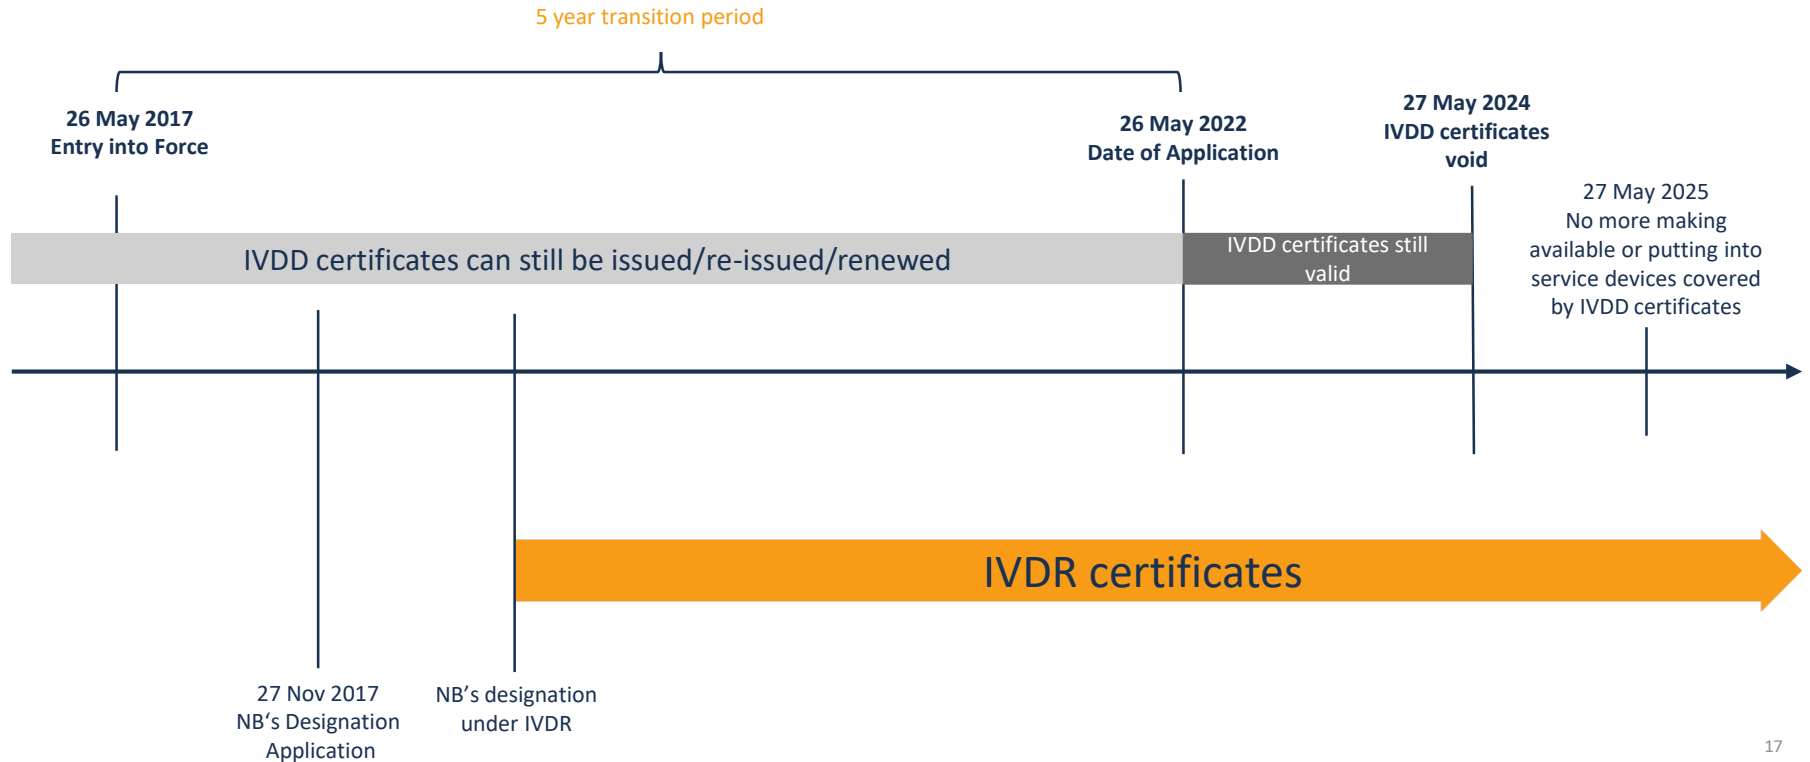 5 year transition period
26 May 2017
Entry into Force
26 May 2022
Date of Application
27 May 2024
IVDD certificates
void
27 May 2025
No more making
available or putting into
service devices covered
by IVDD certificates
IVDD certificates can still be issued/re-issued/renewed
IVDD certificates still
valid
IVDR certificates
27 Nov 2017
NB‘s Designation
Application
NB’s designation
under IVDR
17